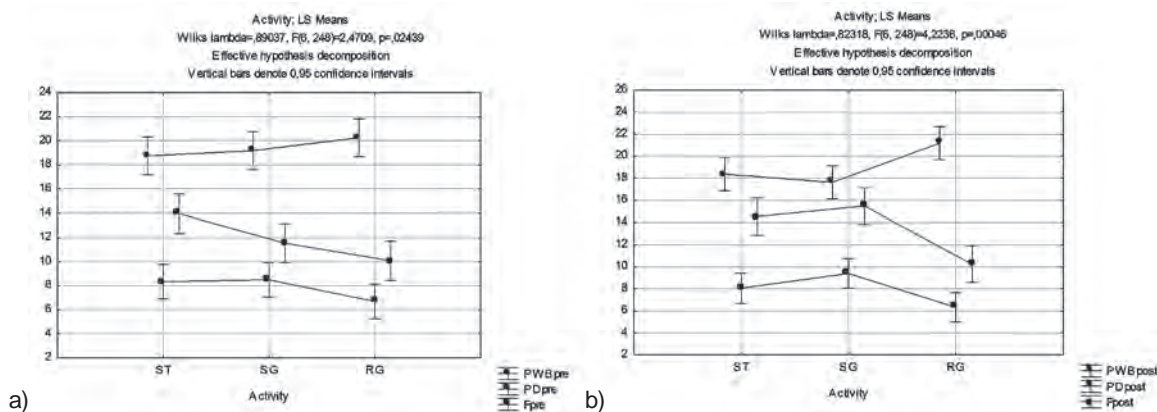 Activity; LS Means
Wilks lambda=,89037, F(6, 248)=2,4709, p=,02439
Effective hypothesis decomposition
Vertical bars denote 0,95 confidence intervals
24
22
20
18
16
14
12
10
8
6
4
2
ST SG RG
Activity
PWBpre
PDpre
Fpre
a)
Activity; LS Means
Wilks lambda=,82318, F(6, 248)=4,2236, p=,00046
Effective hypothesis decomposition
Vertical bars denote 0,95 confidence intervals
26
24
22
20
18
16
14
12
10
8
6
4
2
ST SG RG
Activity
PWBpost
PDpost
Fpost
b)